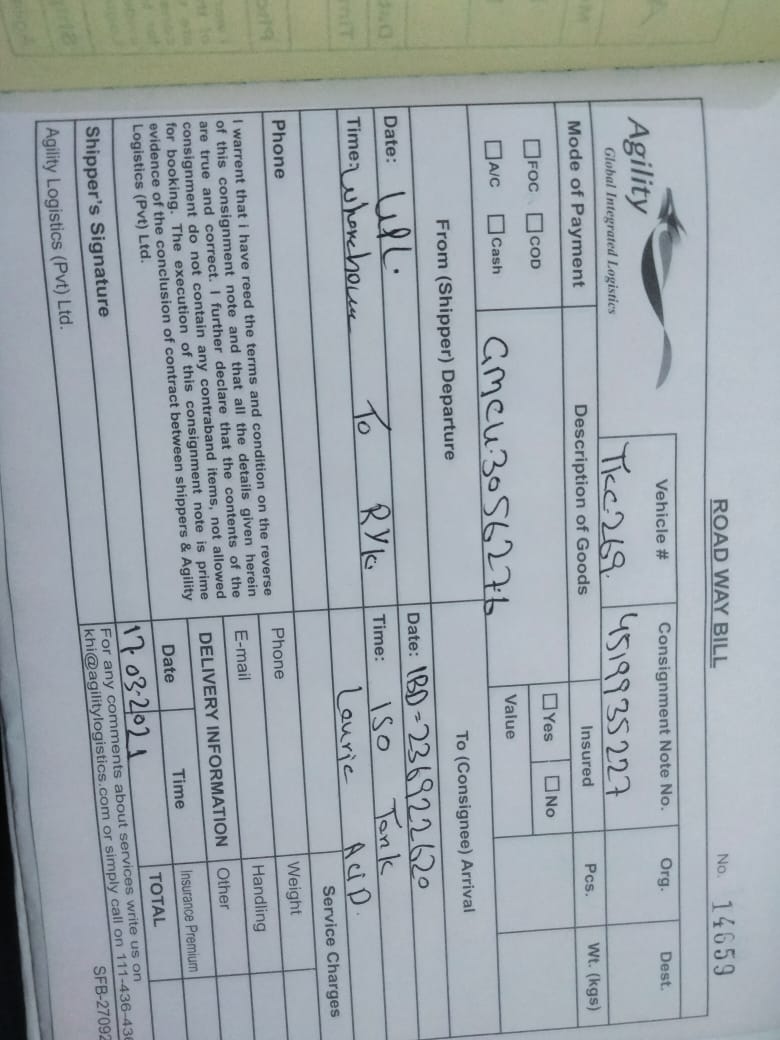 ROAD WAY BILL
No. 14659
Agility
Global Integrated Logistics
Vehicle #
TKC-269.
Consignment Note No.
4519935227
Org.
Dest.
Mode of Payment
FOC COD
A/C Cash
Description of Goods
GMCU.3056276
Insured
Yes No
Value
Pcs.
Wt. (kgs)
From (Shipper) Departure
Date: UPL.
Time: To RYK
To (Consignee) Arrival
Date: IBD=236922620
Time: ISO Tank
Lauric AciD.
Phone
I warrent that i have reed the terms and condition on the reverse
of this consignment note and that all the details given herein
are true and correct. I further declare that the contents of the
consignment do not contain any contraband items, not allowed
for booking. The execution of this consignment note is prime
evidence of the conclusion of contract between shippers & Agility
Logistics (Pvt) Ltd.
Shipper's Signature
Agility Logistics (Pvt) Ltd.
Phone
E-mail
DELIVERY INFORMATION
Date
Time
17-03-2021
Service Charges
Weight
Handling
Other
Insurance Premium
TOTAL
For any comments about services write us on
khi@agilitylogistics.com or simply call on 111-436-436
SFB-27092